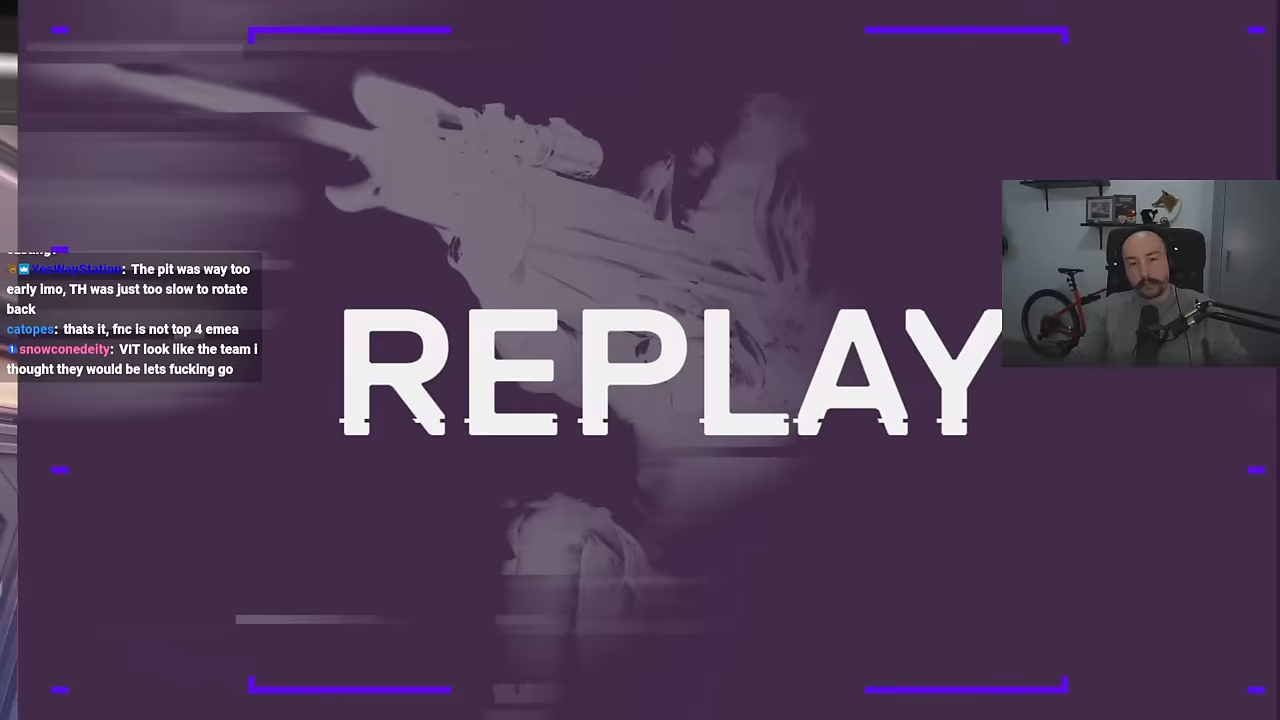 YesWayStation: The pit was way too
early imo, TH was just too slow to rotate
back
catopes: thats it, fnc is not top 4 emea
snowconedeity: VIT look like the team i
thought they would be lets fucking go
REPLAY